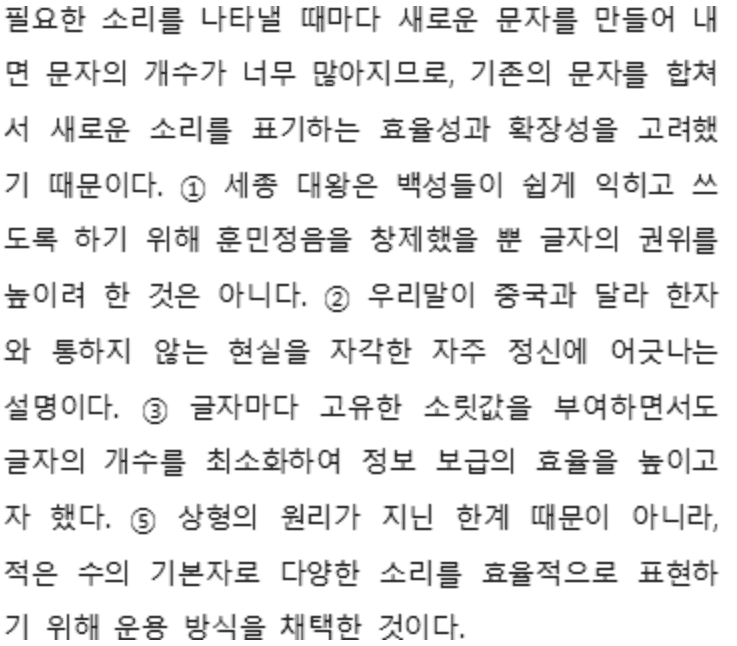 필요한 소리를 나타낼 때마다 새로운 문자를 만들어 내
면 문자의 개수가 너무 많아지므로, 기존의 문자를 합쳐
서 새로운 소리를 표기하는 효율성과 확장성을 고려했
기 때문이다. ① 세종 대왕은 백성들이 쉽게 익히고 쓰
도록 하기 위해 훈민정음을 창제했을 뿐 글자의 권위를
높이려 한 것은 아니다. ② 우리말이 중국과 달라 한자
와 통하지 않는 현실을 자각한 자주 정신에 어긋나는
설명이다. ③ 글자마다 고유한 소릿값을 부여하면서도
글자의 개수를 최소화하여 정보 보급의 효율을 높이고
자 했다. ⑤ 상형의 원리가 지닌 한계 때문이 아니라,
적은 수의 기본자로 다양한 소리를 효율적으로 표현하
기 위해 운용 방식을 채택한 것이다.